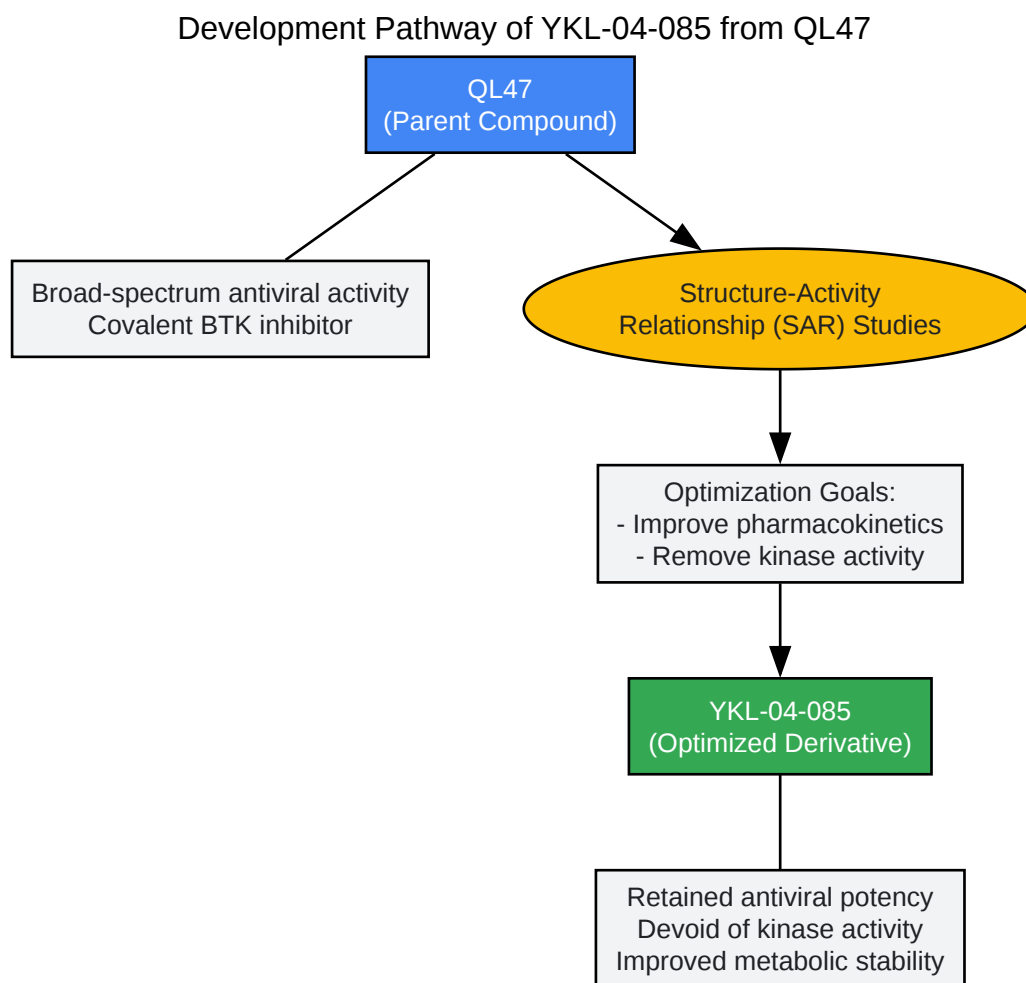 Development Pathway of YKL-04-085 from QL47
QL47
(Parent Compound)
Broad-spectrum antiviral activity
Covalent BTK inhibitor
Structure-Activity
Relationship (SAR) Studies
Optimization Goals:
- Improve pharmacokinetics
- Remove kinase activity
YKL-04-085
(Optimized Derivative)
Retained antiviral potency
Devoid of kinase activity
Improved metabolic stability